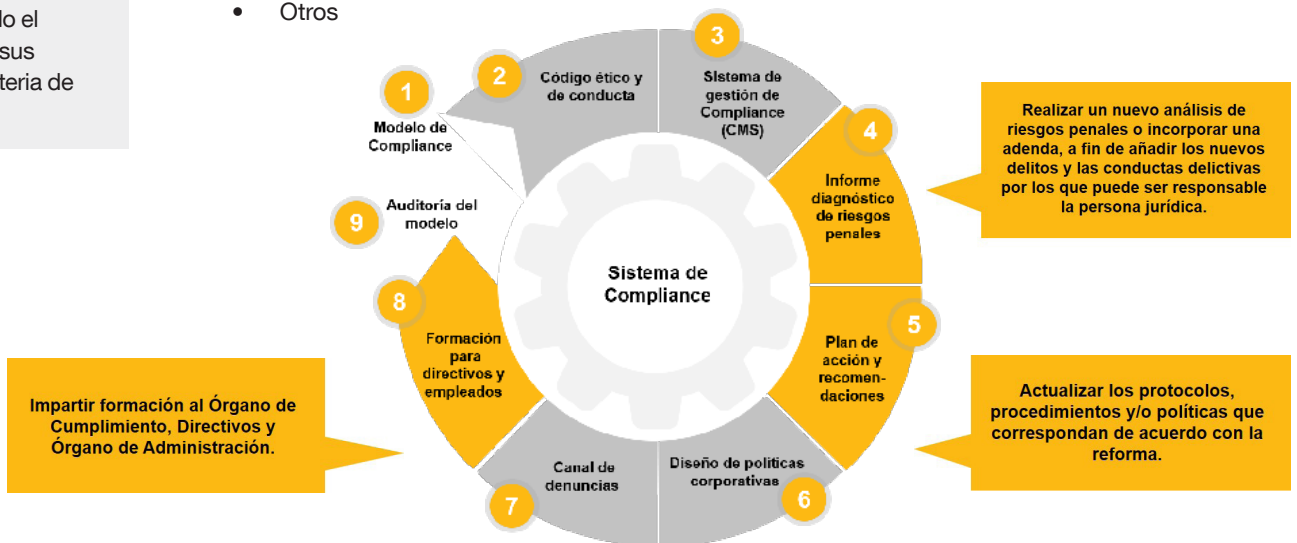 lo el
sus
teria de
• Otros
1
Modelo de
Compliance
2
Código ético y
de conducta
3
Sistema de
gestión de
Compliance
(CMS)
4
Informe
diagnóstico
de riesgos
penales
Realizar un nuevo análisis de
riesgos penales o incorporar una
adenda, a fin de añadir los nuevos
delitos y las conductas delictivas
por los que puede ser responsable
la persona jurídica.
5
Plan de
acción y
recomen-
daciones
Actualizar los protocolos,
procedimientos y/o políticas que
correspondan de acuerdo con la
reforma.
6
Diseño de políticas
corporativas
7
Canal de
denuncias
8
Formación
para
directivos y
empleados
Impartir formación al Órgano de
Cumplimiento, Directivos y
Órgano de Administración.
9
Auditoría del
modelo
Sistema de
Compliance